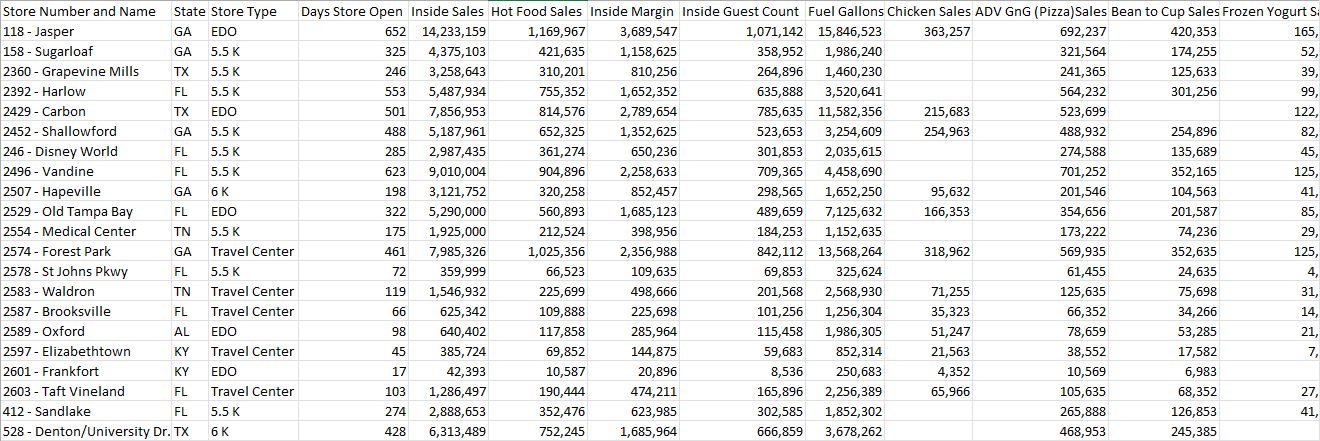 Store Number and Name State Store Type Days Store Open Inside Sales Hot Food Sales Inside Margin Inside Guest Count Fuel Gallons Chicken Sales ADV GnG (Pizza)Sales Bean to Cup Sales Frozen Yogurt Sa
118 - Jasper GA EDO 652 14,233,159 1,169,967 3,689,547 1,071,142 15,846,523 363,257 692,237 420,353 165,
158 - Sugarloaf GA 5.5 K 325 4,375,103 421,635 1,158,625 358,952 1,986,240 321,564 174,255 52,
2360 - Grapevine Mills TX 5.5 K 246 3,258,643 310,201 810,256 264,896 1,460,230 241,365 125,633 39,
2392 - Harlow FL 5.5 K 553 5,487,934 755,352 1,652,352 635,888 3,520,641 564,232 301,256 99,
2429 - Carbon TX EDO 501 7,856,953 814,576 2,789,654 785,635 11,582,356 215,683 523,699 122,
2452 - Shallowford GA 5.5 K 488 5,187,961 652,325 1,352,625 523,653 3,254,609 254,963 488,932 254,896 82,
246 - Disney World FL 5.5 K 285 2,987,435 361,274 650,236 301,853 2,035,615 274,588 135,689 45,
2496 - Vandine FL 5.5 K 623 9,010,004 904,896 2,258,633 709,365 4,458,690 701,252 352,165 125,
2507 - Hapeville GA 6 K 198 3,121,752 320,258 852,457 298,565 1,652,250 95,632 201,546 104,563 41,
2529 - Old Tampa Bay FL EDO 322 5,290,000 560,893 1,685,123 489,659 7,125,632 166,353 354,656 201,587 85,
2554 - Medical Center TN 5.5 K 175 1,925,000 212,524 398,956 184,253 1,152,635 173,222 74,236 29,
2574 - Forest Park GA Travel Center 461 7,985,326 1,025,356 2,356,988 842,112 13,568,264 318,962 569,935 352,635 125,
2578 - St Johns Pkwy FL 5.5 K 72 359,999 66,523 109,635 69,853 325,624 61,455 24,635 4,
2583 - Waldron TN Travel Center 119 1,546,932 225,699 498,666 201,568 2,568,930 71,255 125,635 75,698 31,
2587 - Brooksville FL Travel Center 66 625,342 109,888 225,698 101,256 1,256,304 35,323 66,352 34,266 14,
2589 - Oxford AL EDO 98 640,402 117,858 285,964 115,458 1,986,305 51,247 78,659 53,285 21,
2597 - Elizabethtown KY Travel Center 45 385,724 69,852 144,875 59,683 852,314 21,563 38,552 17,582 7,
2601 - Frankfort KY EDO 17 42,393 10,587 20,896 8,536 250,683 4,352 10,569 6,983
2603 - Taft Vineland FL Travel Center 103 1,286,497 190,444 474,211 165,896 2,256,389 65,966 105,635 68,352 27,
412 - Sandlake FL 5.5 K 274 2,888,653 352,476 623,985 302,585 1,852,302 265,888 126,853 41,
528 - Denton/University Dr. TX 6 K 428 6,313,489 752,245 1,685,964 666,859 3,678,262 468,953 245,385